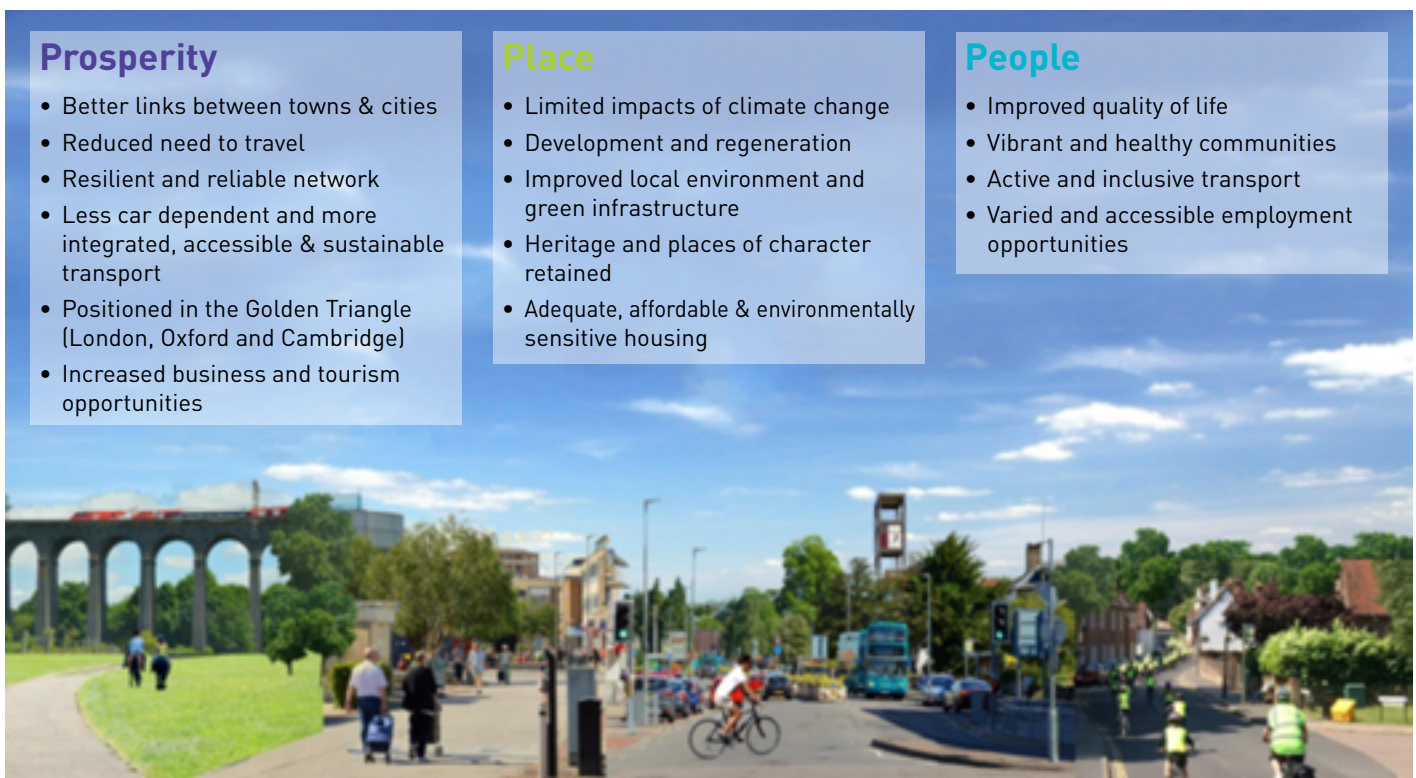 Prosperity
• Better links between towns & cities
• Reduced need to travel
• Resilient and reliable network
• Less car dependent and more
integrated, accessible & sustainable
transport
• Positioned in the Golden Triangle
(London, Oxford and Cambridge)
• Increased business and tourism
opportunities
Place
• Limited impacts of climate change
• Development and regeneration
• Improved local environment and
green infrastructure
• Heritage and places of character
retained
• Adequate, affordable & environmentally
sensitive housing
People
• Improved quality of life
• Vibrant and healthy communities
• Active and inclusive transport
• Varied and accessible employment
opportunities